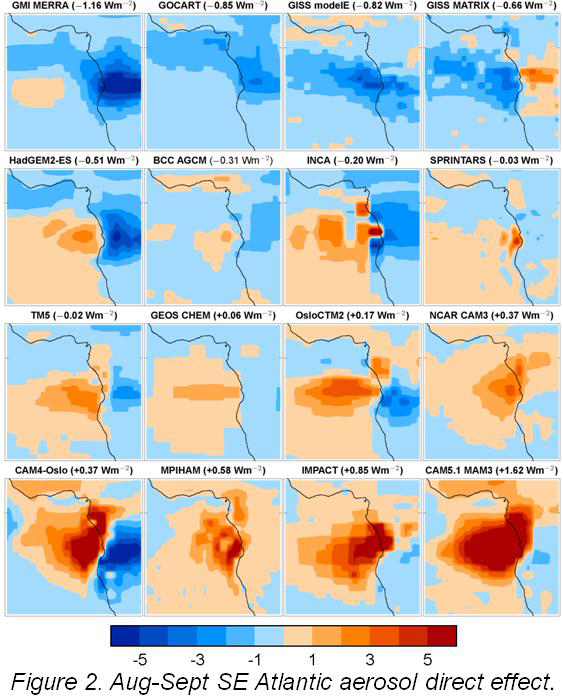 GMI MERRA (−1.16 Wm−2) GOCART (−0.85 Wm−2) GISS modelE (−0.82 Wm−2) GISS MATRIX (−0.66 Wm−2)
HadGEM2-ES (−0.51 Wm−2) BCC AGCM (−0.31 Wm−2) INCA (−0.20 Wm−2) SPRINTARS (−0.03 Wm−2)
TM5 (−0.02 Wm−2) GEOS CHEM (+0.06 Wm−2) OsloCTM2 (+0.17 Wm−2) NCAR CAM3 (+0.37 Wm−2)
CAM4-Oslo (+0.37 Wm−2) MPIHAM (+0.58 Wm−2) IMPACT (+0.85 Wm−2) CAM5.1 MAM3 (+1.62 Wm−2)
-5 -3 -1 1 3 5
Figure 2. Aug-Sept SE Atlantic aerosol direct effect.